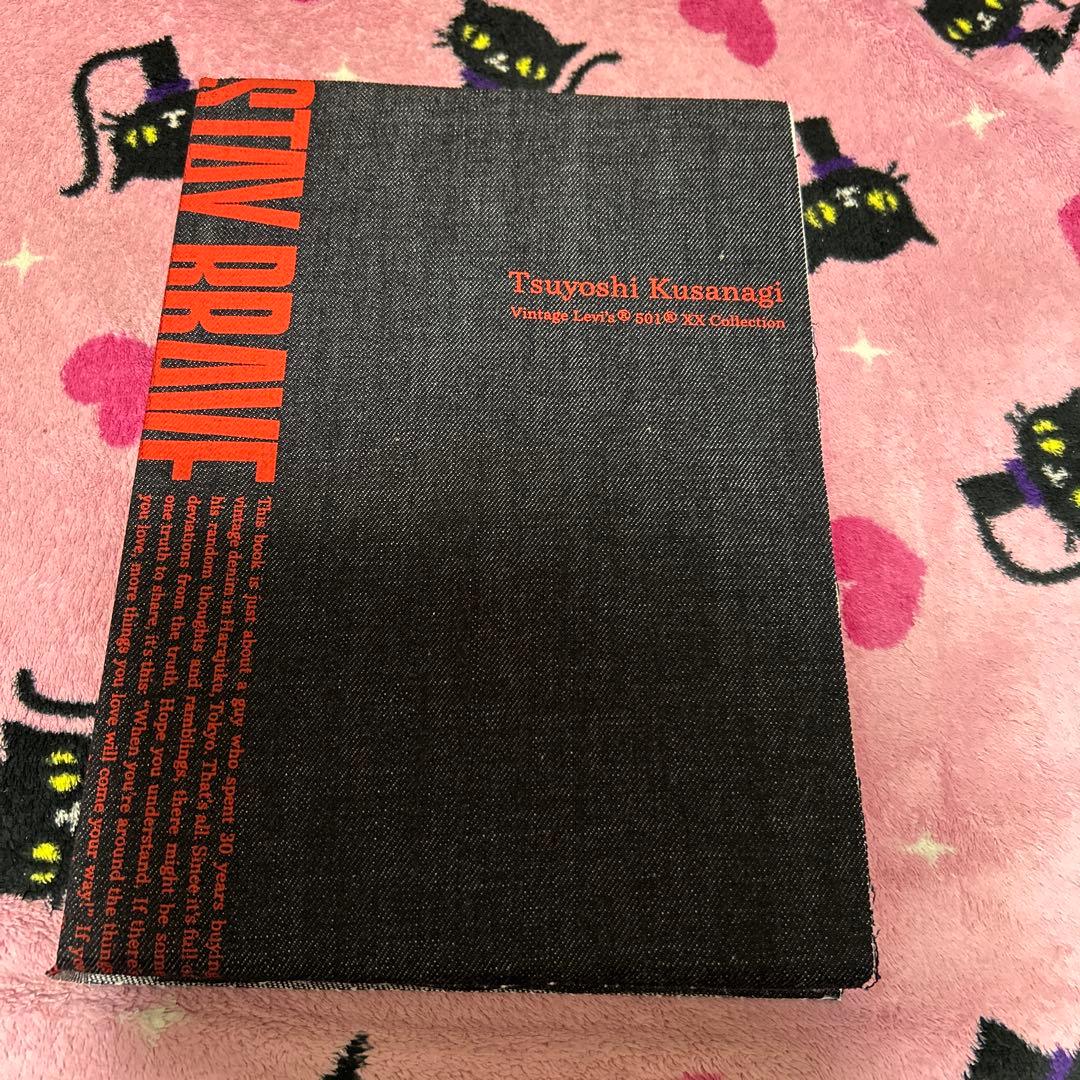 STAY BRAVE
Tsuyoshi Kusanagi
Vintage Levi's® 501® XX Collection
This book is just about a guy who spent 30 years buying
vintage denim in Harajuku, Tokyo. That's all. Since it's full of
his random thoughts and ramblings, there might be some
deviations from the truth. Hope you understand. If there's
one truth to share, it's this: "When you're around the things
you love, more things you love will come your way!" If you